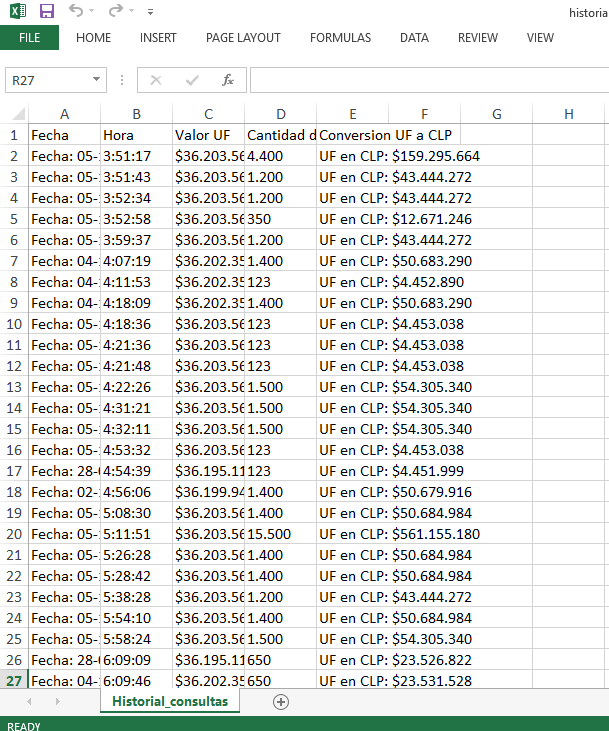 historia
FILE HOME INSERT PAGE LAYOUT FORMULAS DATA REVIEW VIEW
R27 fx
A B C D E F G H
1 Fecha Hora Valor UF Cantidad d Conversion UF a CLP
2 Fecha: 05- 3:51:17 $36.203.56 4.400 UF en CLP: $159.295.664
3 Fecha: 05- 3:51:43 $36.203.56 1.200 UF en CLP: $43.444.272
4 Fecha: 05- 3:52:34 $36.203.56 1.200 UF en CLP: $43.444.272
5 Fecha: 05- 3:52:58 $36.203.56 350 UF en CLP: $12.671.246
6 Fecha: 05- 3:59:37 $36.203.56 1.200 UF en CLP: $43.444.272
7 Fecha: 04- 4:07:19 $36.202.35 1.400 UF en CLP: $50.683.290
8 Fecha: 04- 4:11:53 $36.202.35 123 UF en CLP: $4.452.890
9 Fecha: 04- 4:18:09 $36.202.35 1.400 UF en CLP: $50.683.290
10 Fecha: 05- 4:18:36 $36.203.56 123 UF en CLP: $4.453.038
11 Fecha: 05- 4:21:36 $36.203.56 123 UF en CLP: $4.453.038
12 Fecha: 05- 4:21:48 $36.203.56 123 UF en CLP: $4.453.038
13 Fecha: 05- 4:22:26 $36.203.56 1.500 UF en CLP: $54.305.340
14 Fecha: 05- 4:31:21 $36.203.56 1.500 UF en CLP: $54.305.340
15 Fecha: 05- 4:32:11 $36.203.56 1.500 UF en CLP: $54.305.340
16 Fecha: 05- 4:53:32 $36.203.56 123 UF en CLP: $4.453.038
17 Fecha: 28- 4:54:39 $36.195.11 123 UF en CLP: $4.451.999
18 Fecha: 02- 4:56:06 $36.199.94 1.400 UF en CLP: $50.679.916
19 Fecha: 05- 5:08:30 $36.203.56 1.400 UF en CLP: $50.684.984
20 Fecha: 05- 5:11:51 $36.203.56 15.500 UF en CLP: $561.155.180
21 Fecha: 05- 5:26:28 $36.203.56 1.400 UF en CLP: $50.684.984
22 Fecha: 05- 5:28:42 $36.203.56 1.400 UF en CLP: $50.684.984
23 Fecha: 05- 5:38:28 $36.203.56 1.200 UF en CLP: $43.444.272
24 Fecha: 05- 5:54:10 $36.203.56 1.400 UF en CLP: $50.684.984
25 Fecha: 05- 5:58:24 $36.203.56 1.500 UF en CLP: $54.305.340
26 Fecha: 28- 6:09:09 $36.195.11 650 UF en CLP: $23.526.822
27 Fecha: 04- 6:09:46 $36.202.35 650 UF en CLP: $23.531.528
Historial_consultas
READY